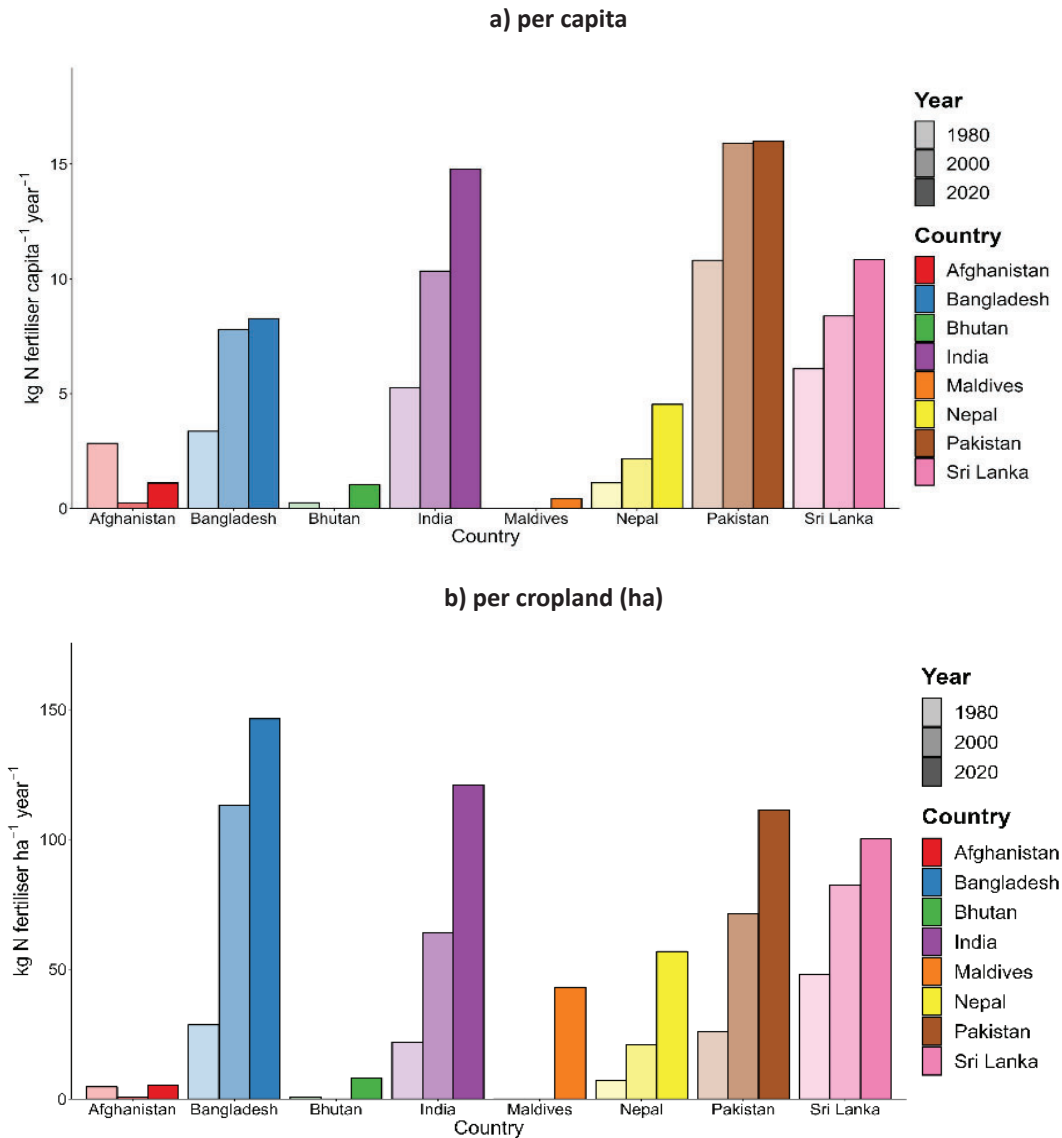 a) per capita
kg N fertiliser capita⁻¹ year⁻¹
15
10
5
0
Afghanistan Bangladesh Bhutan India Maldives Nepal Pakistan Sri Lanka
Country
Year
1980
2000
2020
Country
Afghanistan
Bangladesh
Bhutan
India
Maldives
Nepal
Pakistan
Sri Lanka
b) per cropland (ha)
kg N fertiliser ha⁻¹ year⁻¹
150
100
50
0
Afghanistan Bangladesh Bhutan India Maldives Nepal Pakistan Sri Lanka
Country
Year
1980
2000
2020
Country
Afghanistan
Bangladesh
Bhutan
India
Maldives
Nepal
Pakistan
Sri Lanka